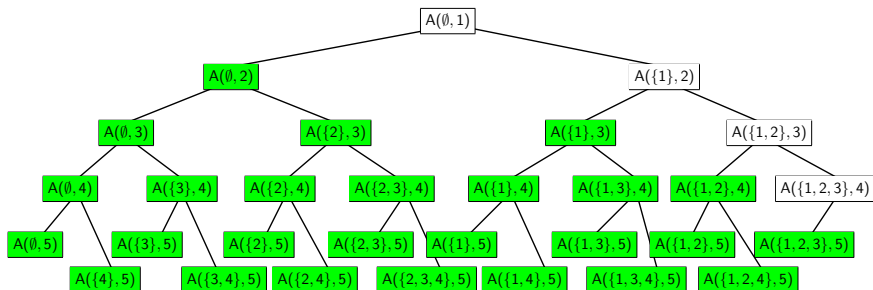 A(∅, 1)
A(∅, 2) A({1}, 2)
A(∅, 3) A({2}, 3) A({1}, 3) A({1, 2}, 3)
A(∅, 4) A({3}, 4) A({2}, 4) A({2, 3}, 4) A({1}, 4) A({1, 3}, 4) A({1, 2}, 4) A({1, 2, 3}, 4)
A(∅, 5) A({3}, 5) A({2}, 5) A({2, 3}, 5) A({1}, 5) A({1, 3}, 5) A({1, 2}, 5) A({1, 2, 3}, 5)
A({4}, 5) A({3, 4}, 5) A({2, 4}, 5) A({2, 3, 4}, 5) A({1, 4}, 5) A({1, 3, 4}, 5) A({1, 2, 4}, 5)